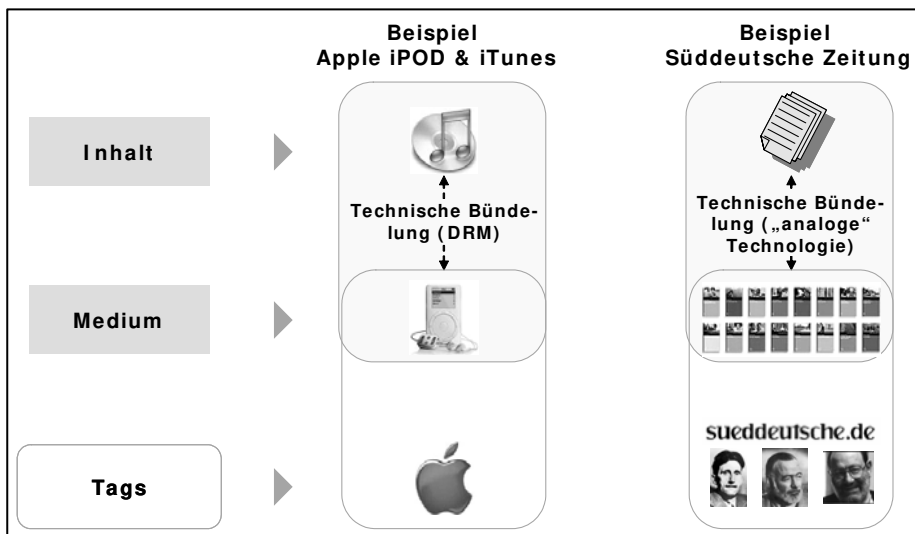 Beispiel
Apple iPOD & iTunes
Beispiel
Süddeutsche Zeitung
Inhalt
Technische Bünde-
lung (DRM)
Technische Bünde-
lung („analoge“
Technologie)
Medium
sueddeutsche.de
Tags